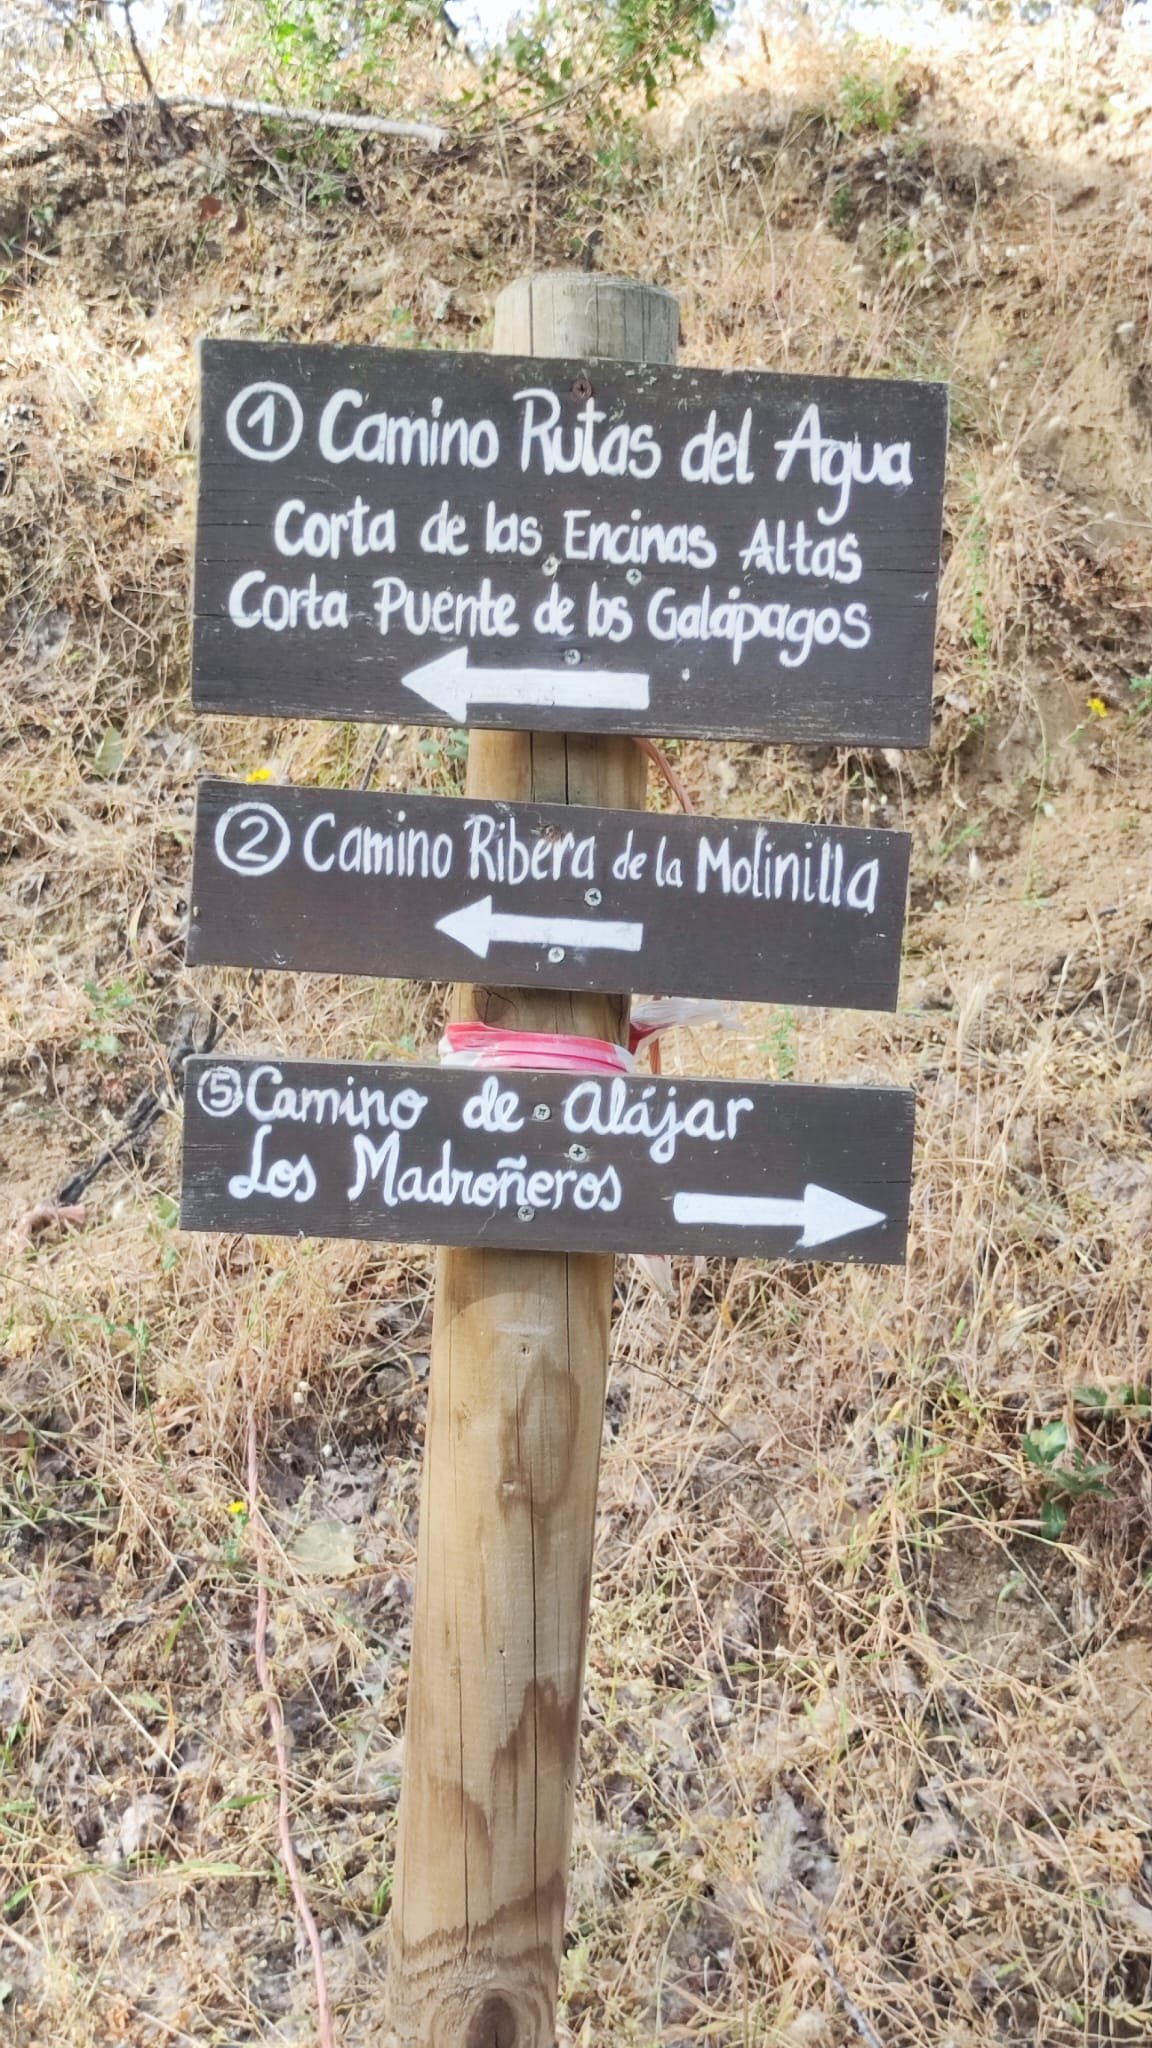 ① Camino Rutas del Agua
Corta de las Encinas Altas
Corta Puente de los Galápagos
② Camino Ribera de la Molinilla
⑤ Camino de Alájar
Los Madroñeros